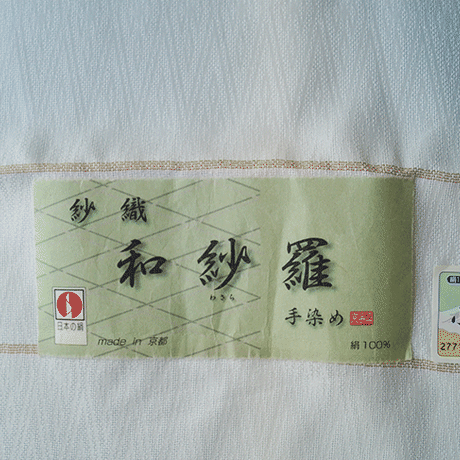 紗織
和紗羅
わさら
手染め
日本の絹
made in 京都
絹100%
277